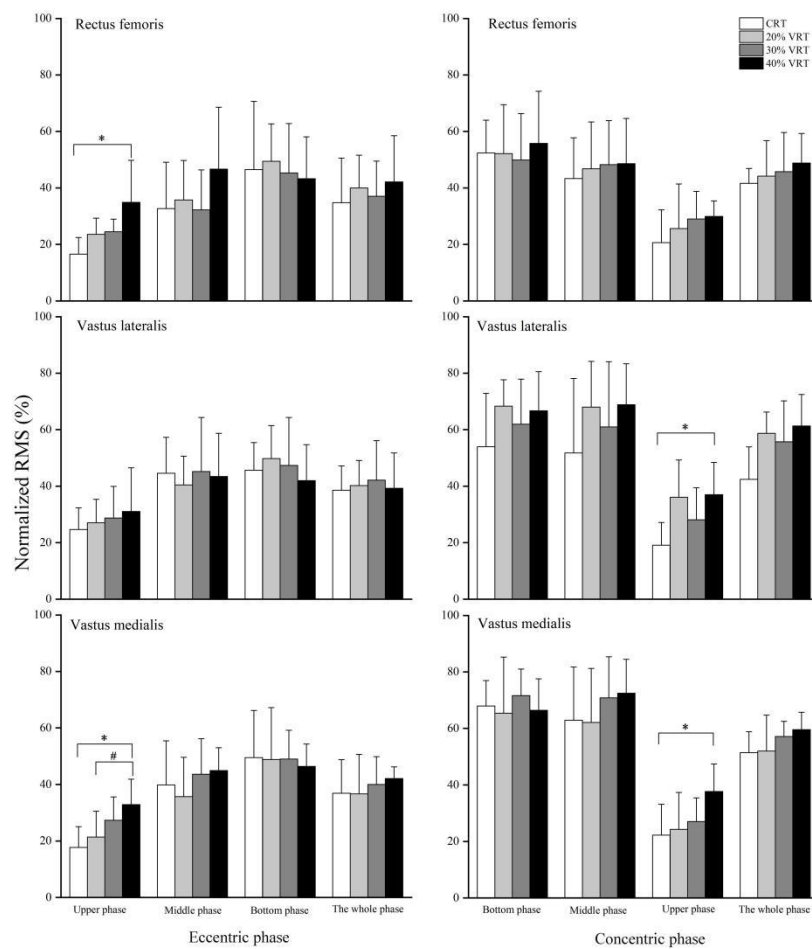 Rectus femoris
100
80
60
40
20
0
*
Rectus femoris
CRT
20% VRT
30% VRT
40% VRT
100
80
60
40
20
0
Normalized RMS (%)
Vastus lateralis
100
80
60
40
20
0
Vastus lateralis
100
80
60
40
20
0
*
Vastus medialis
100
80
60
40
20
0
*
#
Upper phase Middle phase Bottom phase The whole phase
Eccentric phase
Vastus medialis
100
80
60
40
20
0
*
Bottom phase Middle phase Upper phase The whole phase
Concentric phase